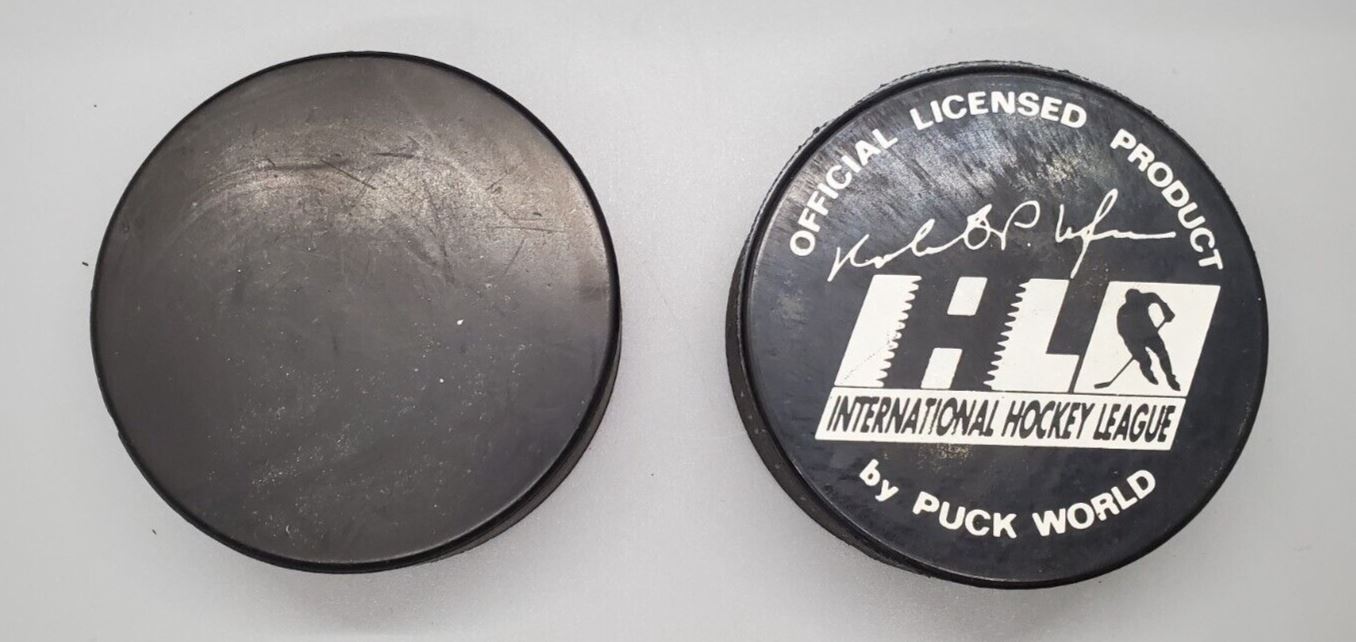 OFFICIAL LICENSED PRODUCT
IHL
INTERNATIONAL HOCKEY LEAGUE
by PUCK WORLD